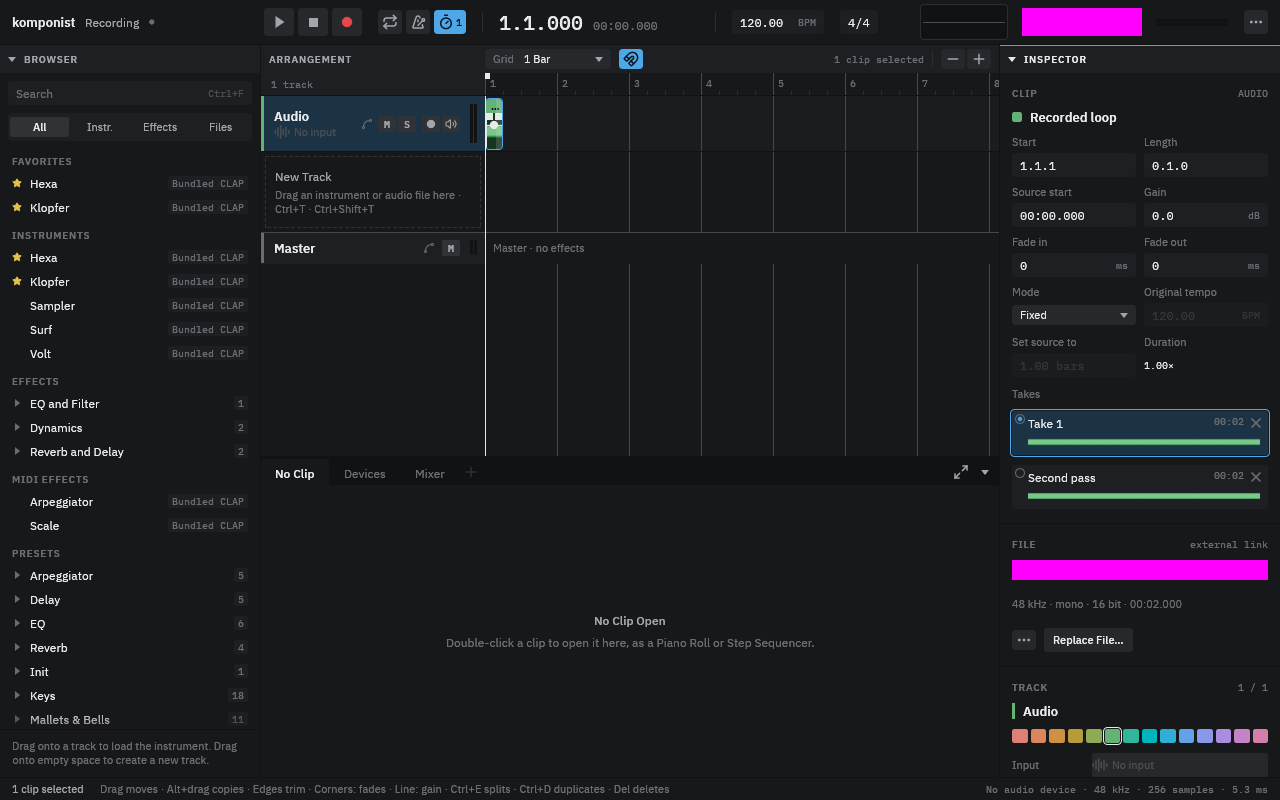 komponist Recording
1
1.1.000 00:00.000
120.00 BPM
4/4
BROWSER
Search Ctrl+F
All Instr. Effects Files
FAVORITES
Hexa Bundled CLAP
Klopfer Bundled CLAP
INSTRUMENTS
Hexa Bundled CLAP
Klopfer Bundled CLAP
Sampler Bundled CLAP
Surf Bundled CLAP
Volt Bundled CLAP
EFFECTS
EQ and Filter 1
Dynamics 2
Reverb and Delay 2
MIDI EFFECTS
Arpeggiator Bundled CLAP
Scale Bundled CLAP
PRESETS
Arpeggiator 5
Delay 5
EQ 6
Reverb 4
Init 1
Keys 18
Mallets & Bells 11
Drag onto a track to load the instrument. Drag
onto empty space to create a new track.
ARRANGEMENT
Grid 1 Bar
1 clip selected
1 track
1 2 3 4 5 6 7 8
Audio
No input
M S
New Track
Drag an instrument or audio file here ·
Ctrl+T · Ctrl+Shift+T
Master M
Master · no effects
No Clip Devices Mixer
No Clip Open
Double-click a clip to open it here, as a Piano Roll or Step Sequencer.
INSPECTOR
CLIP AUDIO
Recorded loop
Start Length
1.1.1 0.1.0
Source start Gain
00:00.000 0.0 dB
Fade in Fade out
0 ms 0 ms
Mode Original tempo
Fixed 120.00 BPM
Set source to Duration
1.00 bars 1.00×
Takes
Take 1 00:02
Second pass 00:02
FILE external link
48 kHz · mono · 16 bit · 00:02.000
Replace File...
TRACK 1 / 1
Audio
Input No input
1 clip selected Drag moves · Alt+drag copies · Edges trim · Corners: fades · Line: gain · Ctrl+E splits · Ctrl+D duplicates · Del deletes
No audio device · 48 kHz · 256 samples · 5.3 ms